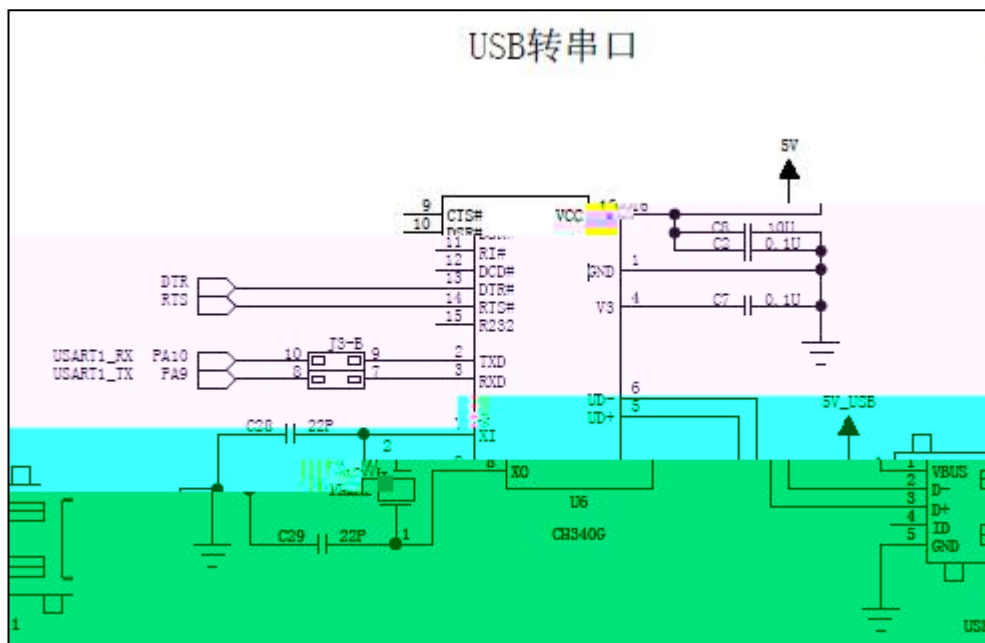 USB转串口
5V
9 CTS# VCC
10
C8 10U
11 RI# C2 0.1U
12 DCD# GND 1
DTR 13 DTR#
RTS 14 RTS# V3 4 C7 0.1U
15 R232
J3-B
USART1_RX PA10 10 9 2 TXD
USART1_TX PA9 8 7 3 RXD
UD- 6
UD+ 5
5V_USB
C28 22P XI
2
8 XO 1 VBUS
2 D-
U6 3 D+
4 ID
C29 22P 1 CH340G 5 GND
1